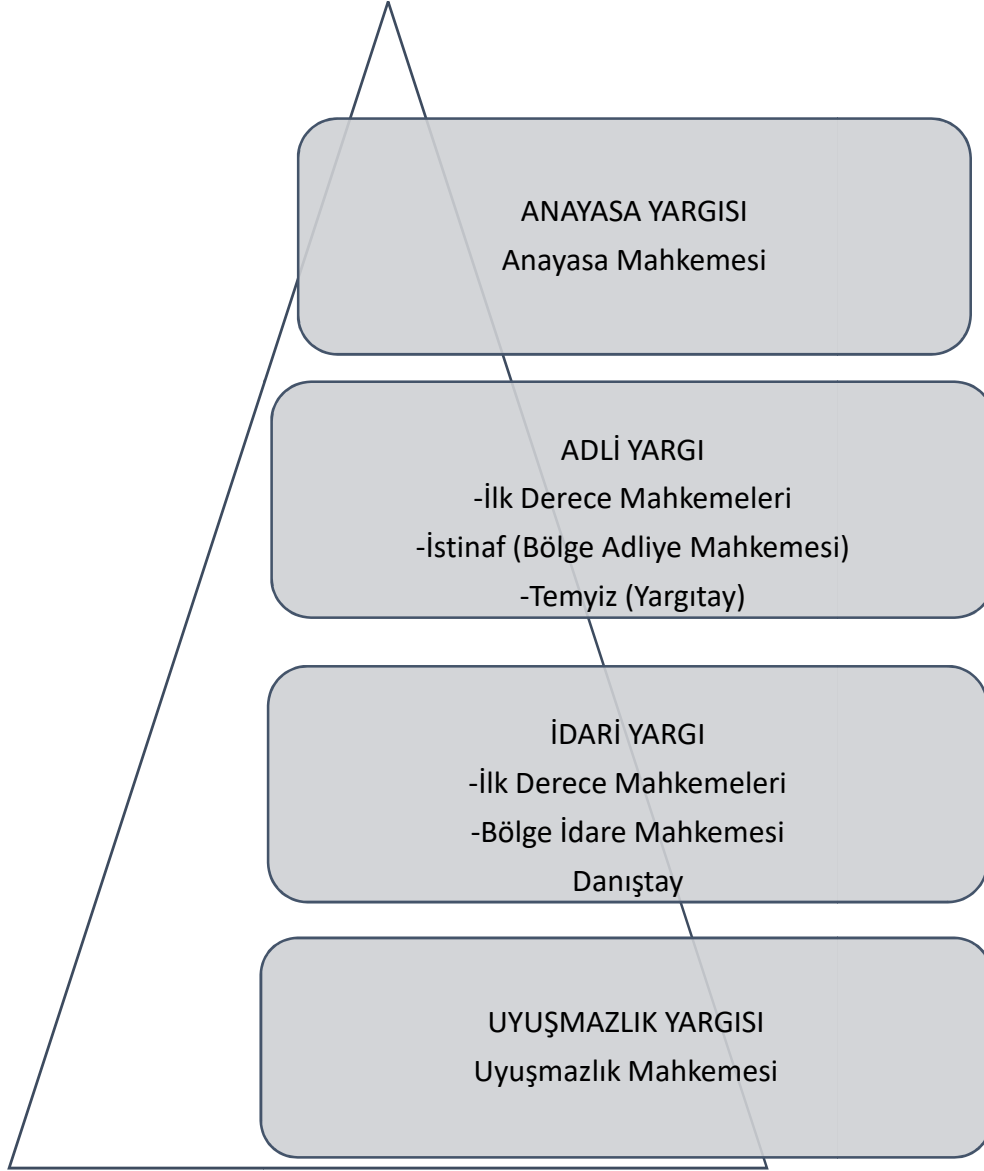 ANAYASA YARGISI
Anayasa Mahkemesi
ADLİ YARGI
-İlk Derece Mahkemeleri
-İstinaf (Bölge Adliye Mahkemesi)
-Temyiz (Yargıtay)
İDARİ YARGI
-İlk Derece Mahkemeleri
-Bölge İdare Mahkemesi
Danıştay
UYUŞMAZLIK YARGISI
Uyuşmazlık Mahkemesi